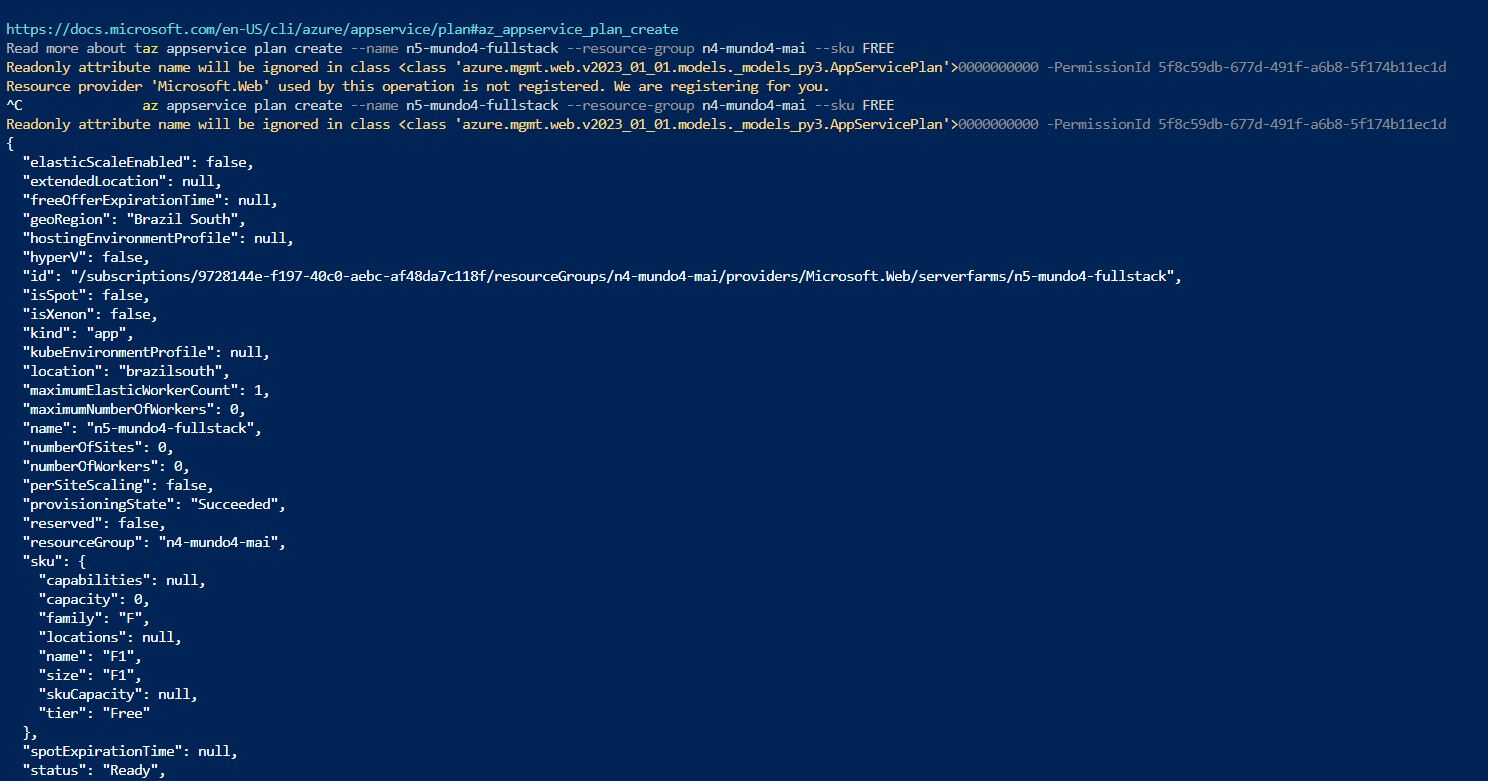 https://docs.microsoft.com/en-US/cli/azure/appservice/plan#az_appservice_plan_create
Read more about taz appservice plan create --name n5-mundo4-fullstack --resource-group n4-mundo4-mai --sku FREE
Readonly attribute name will be ignored in class <class 'azure.mgmt.web.v2023_01_01.models._models_py3.AppServicePlan'>0000000000 -PermissionId 5f8c59db-677d-491f-a6b8-5f174b11ec1d
Resource provider 'Microsoft.Web' used by this operation is not registered. We are registering for you.
^C               az appservice plan create --name n5-mundo4-fullstack --resource-group n4-mundo4-mai --sku FREE
Readonly attribute name will be ignored in class <class 'azure.mgmt.web.v2023_01_01.models._models_py3.AppServicePlan'>0000000000 -PermissionId 5f8c59db-677d-491f-a6b8-5f174b11ec1d
{
  "elasticScaleEnabled": false,
  "extendedLocation": null,
  "freeOfferExpirationTime": null,
  "geoRegion": "Brazil South",
  "hostingEnvironmentProfile": null,
  "hyperV": false,
  "id": "/subscriptions/9728144e-f197-40c0-aebc-af48da7c118f/resourceGroups/n4-mundo4-mai/providers/Microsoft.Web/serverfarms/n5-mundo4-fullstack",
  "isSpot": false,
  "isXenon": false,
  "kind": "app",
  "kubeEnvironmentProfile": null,
  "location": "brazilsouth",
  "maximumElasticWorkerCount": 1,
  "maximumNumberOfWorkers": 0,
  "name": "n5-mundo4-fullstack",
  "numberOfSites": 0,
  "numberOfWorkers": 0,
  "perSiteScaling": false,
  "provisioningState": "Succeeded",
  "reserved": false,
  "resourceGroup": "n4-mundo4-mai",
  "sku": {
    "capabilities": null,
    "capacity": 0,
    "family": "F",
    "locations": null,
    "name": "F1",
    "size": "F1",
    "skuCapacity": null,
    "tier": "Free"
  },
  "spotExpirationTime": null,
  "status": "Ready",